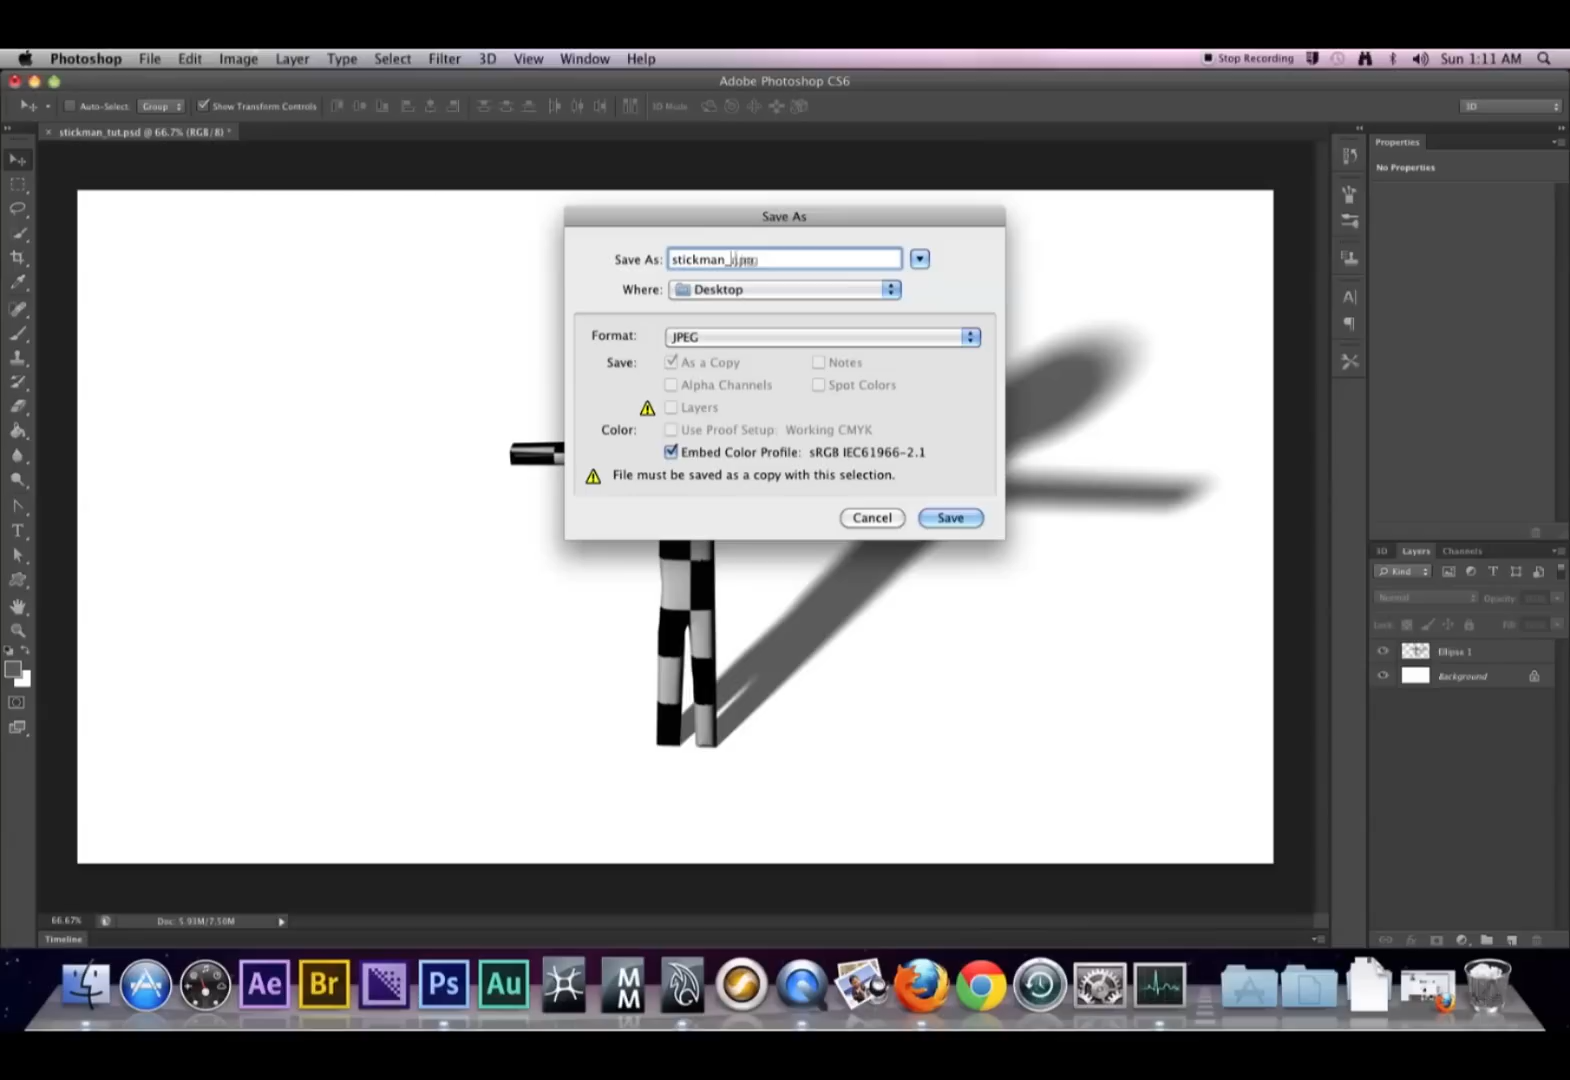 Photoshop File Edit Image Layer Type Select Filter 3D View Window Help Stop Recording Sun 1:11 AM
Adobe Photoshop CS6
Auto-Select: Group Show Transform Controls 3D Mode 3D
stickman_tut.psd @ 66.7% (RGB/8) *
Properties
No Properties
Save As
Save As: stickman_
Where: Desktop
Format: JPEG
Save: As a Copy Notes
Alpha Channels Spot Colors
Layers
Color: Use Proof Setup: Working CMYK
Embed Color Profile: sRGB IEC61966-2.1
File must be saved as a copy with this selection.
Cancel Save
3D Layers Channels
Kind
Normal Opacity:
Lock: Fill:
Ellipse 1
Background
66.67% Doc: 5.93M/7.50M
Timeline
Ae Br Ps Au M
M